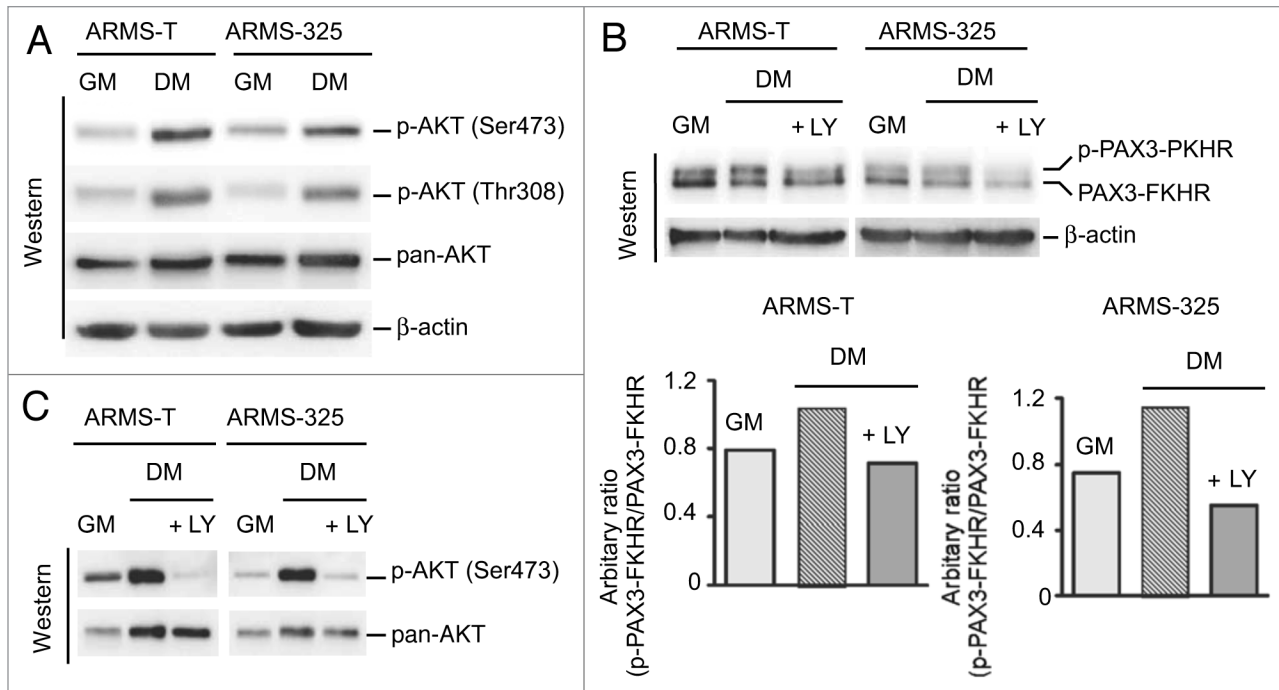 A
ARMS-T ARMS-325
GM DM GM DM
p-AKT (Ser473)
p-AKT (Thr308)
pan-AKT
β-actin
Western
B
ARMS-T ARMS-325
DM DM
GM + LY GM + LY
p-PAX3-PKHR
PAX3-FKHR
β-actin
Western
ARMS-T
DM
GM
+ LY
1.2
0.8
0.4
0
Arbitary ratio
(p-PAX3-FKHR/PAX3-FKHR
ARMS-325
DM
GM
+ LY
1.2
0.8
0.4
0
Arbitary ratio
(p-PAX3-FKHR/PAX3-FKHR
C
ARMS-T ARMS-325
DM DM
GM + LY GM + LY
p-AKT (Ser473)
pan-AKT
Western